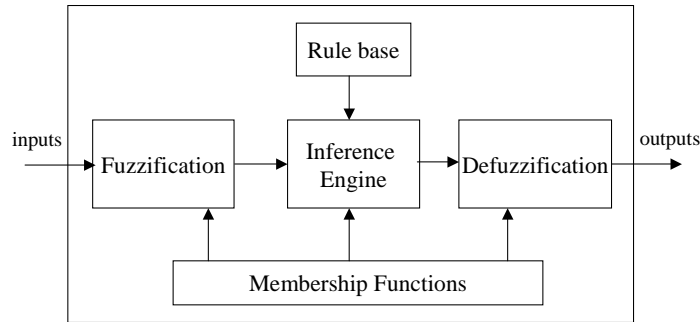 Rule base
inputs
Fuzzification
Inference
Engine
Defuzzification
outputs
Membership Functions